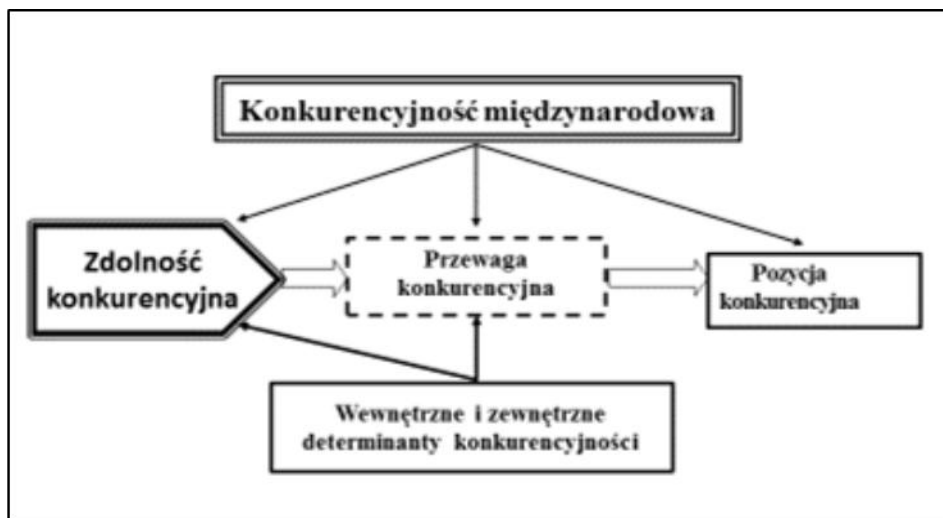 Konkurencyjność międzynarodowa
Zdolność
konkurencyjna
Przewaga
konkurencyjna
Pozycja
konkurencyjna
Wewnętrzne i zewnętrzne
determinanty konkurencyjności